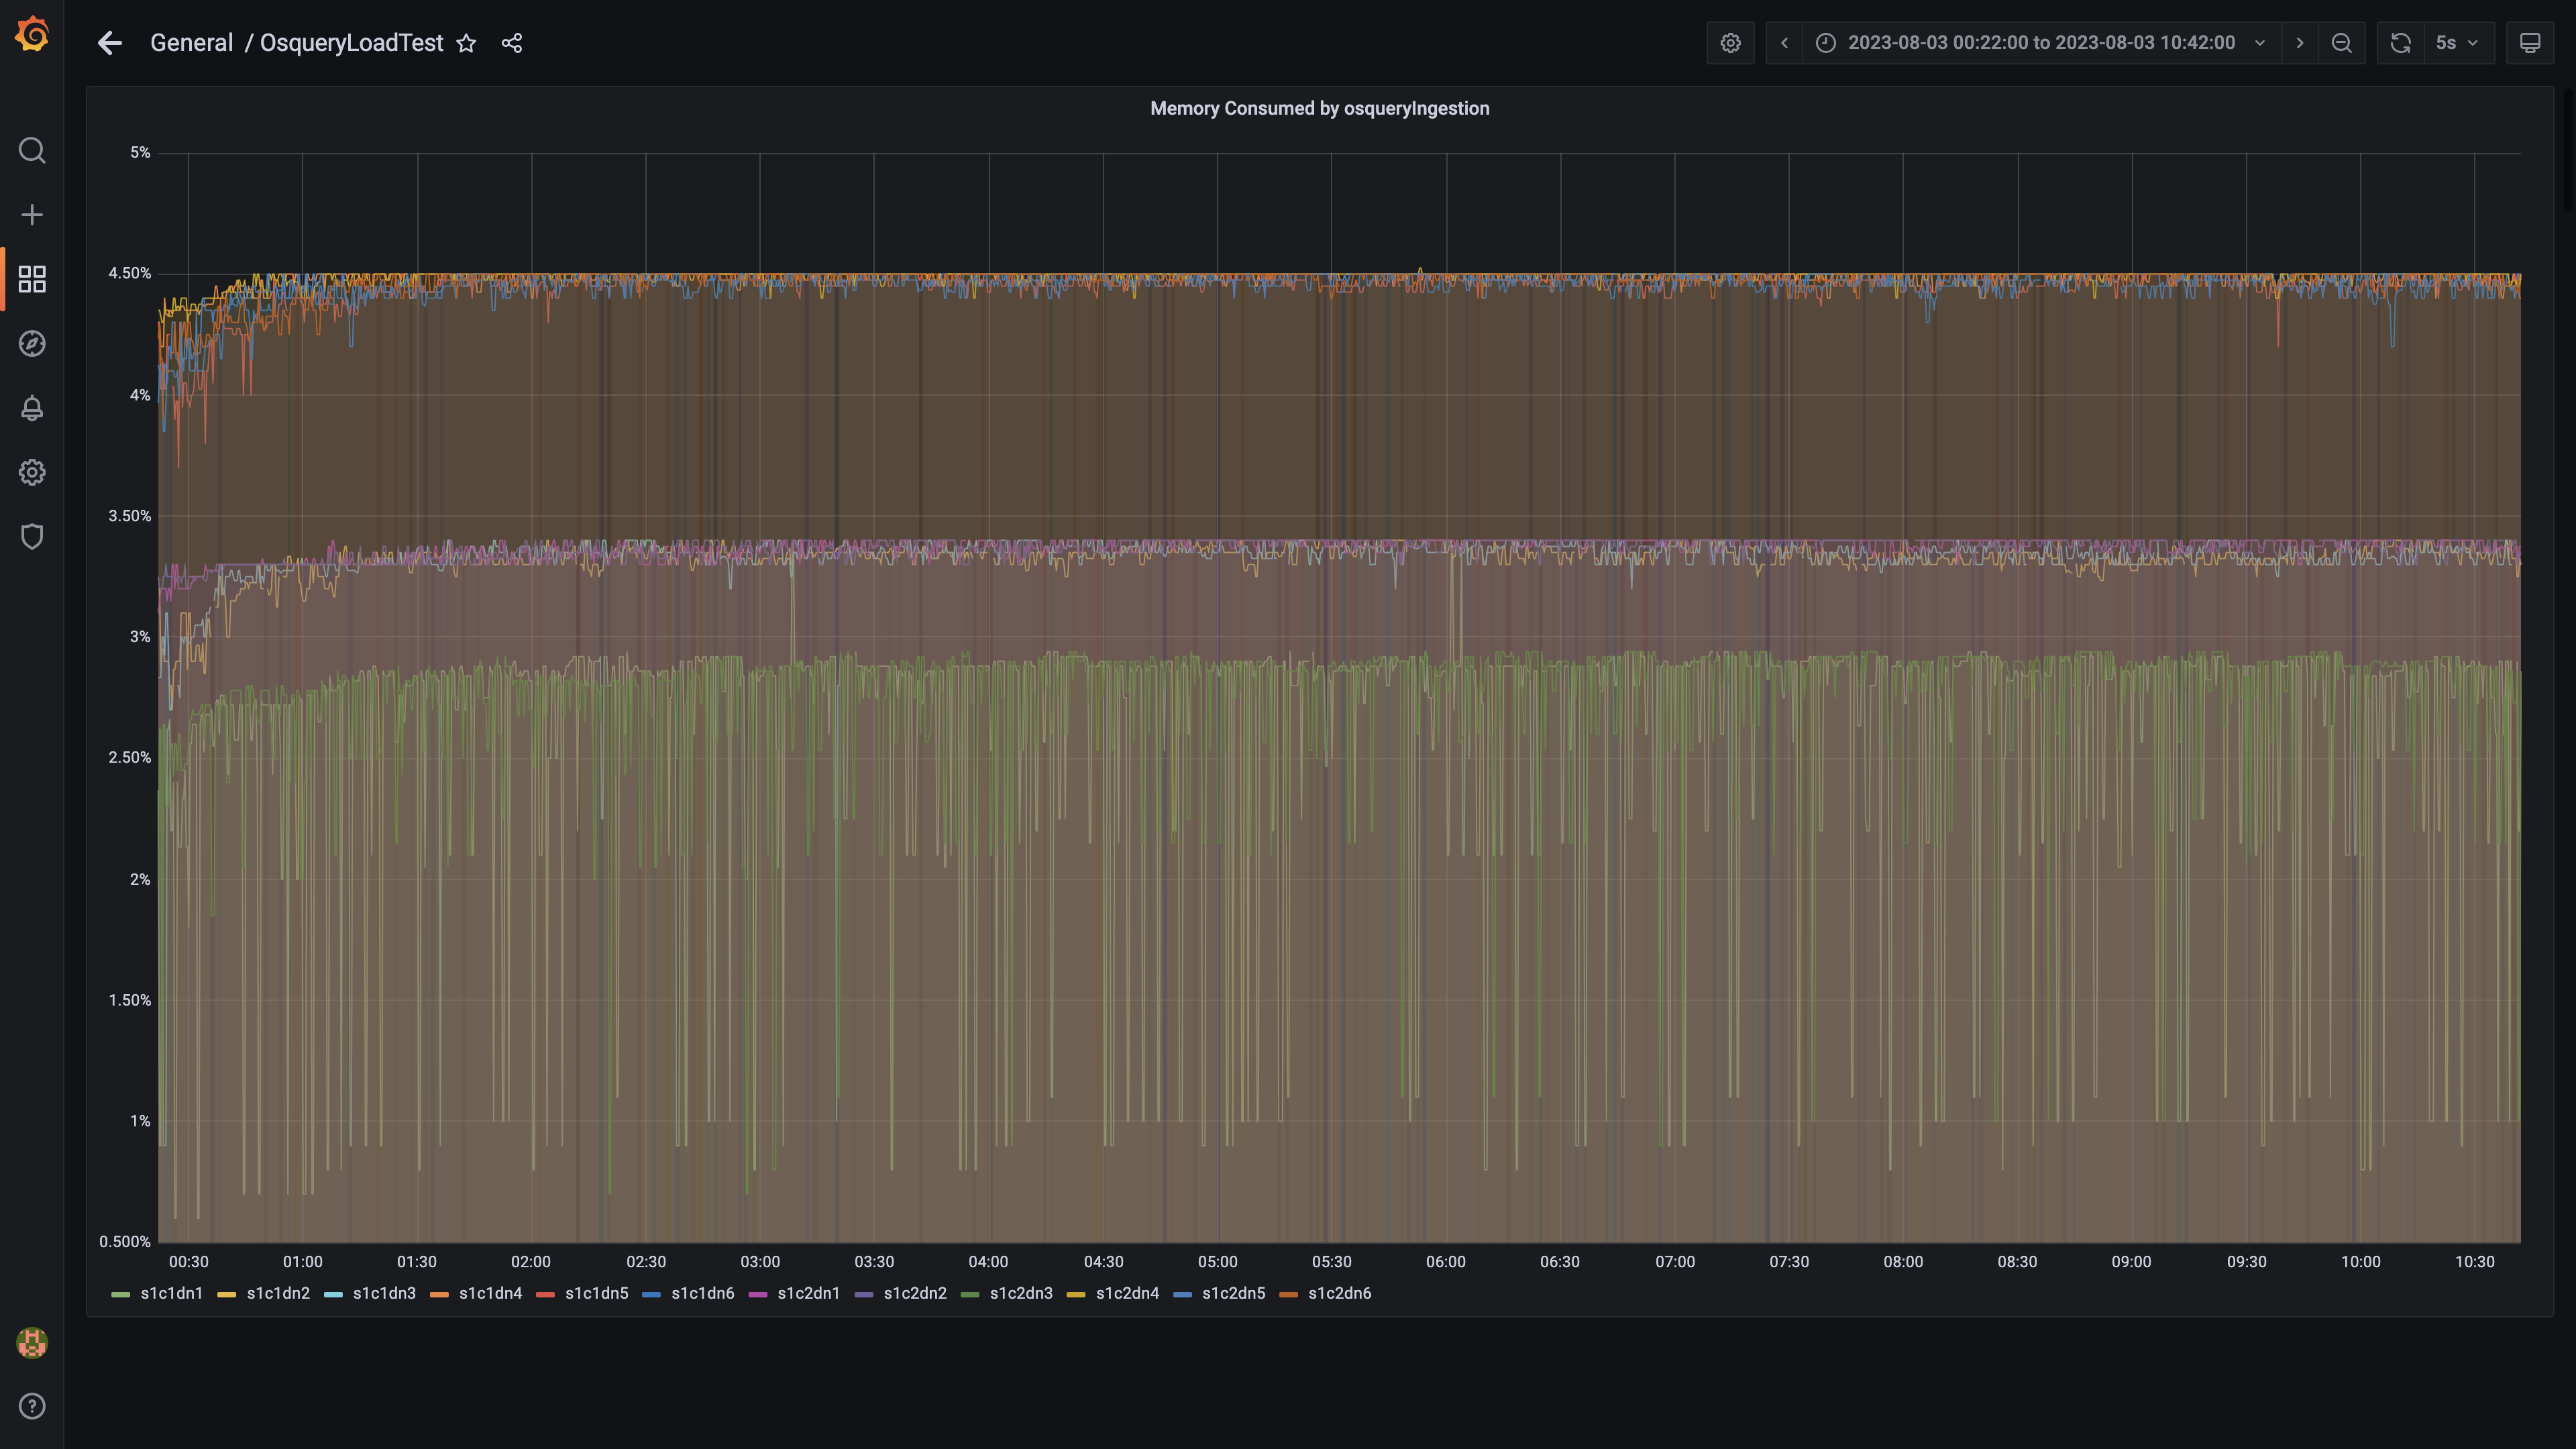 General / OsqueryLoadTest
2023-08-03 00:22:00 to 2023-08-03 10:42:00
5s
Memory Consumed by osqueryIngestion
5%
4.50%
4%
3.50%
3%
2.50%
2%
1.50%
1%
0.500%
00:30 01:00 01:30 02:00 02:30 03:00 03:30 04:00 04:30 05:00 05:30 06:00 06:30 07:00 07:30 08:00 08:30 09:00 09:30 10:00 10:30
s1c1dn1 s1c1dn2 s1c1dn3 s1c1dn4 s1c1dn5 s1c1dn6 s1c2dn1 s1c2dn2 s1c2dn3 s1c2dn4 s1c2dn5 s1c2dn6